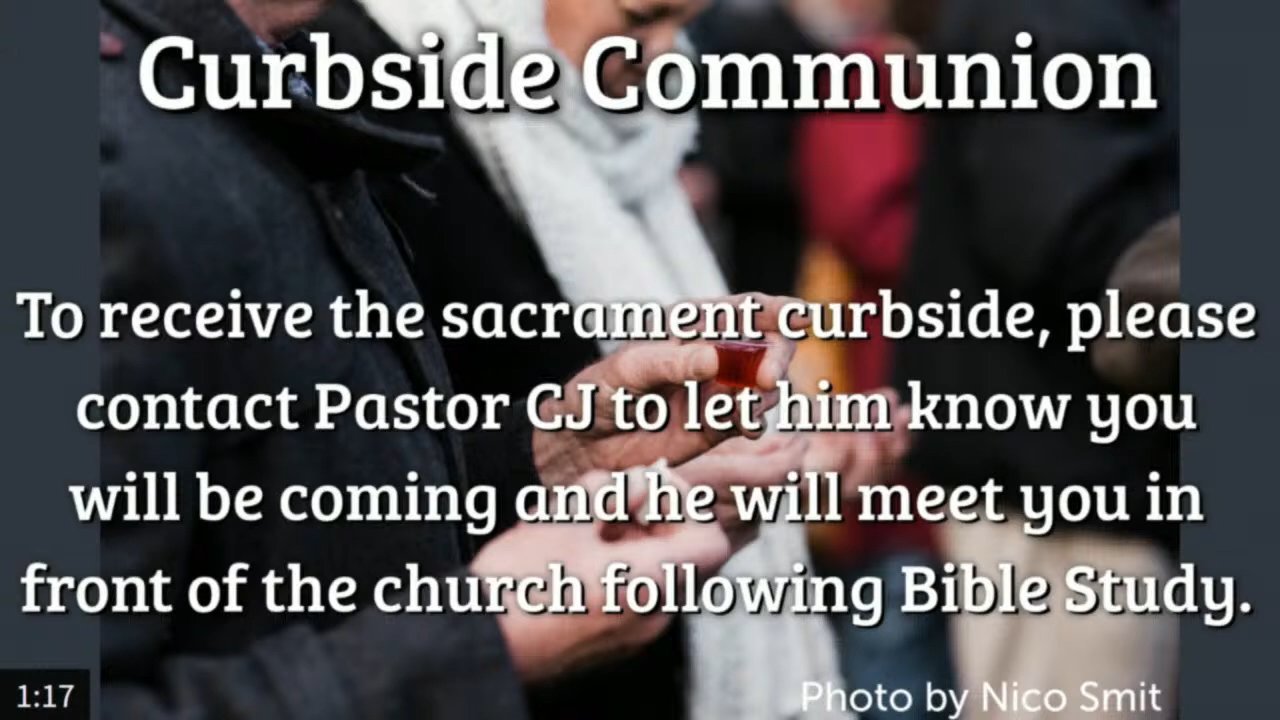 Curbside Communion
To receive the sacrament curbside, please
contact Pastor CJ to let him know you
will be coming and he will meet you in
front of the church following Bible Study.
1:17
Photo by Nico Smit